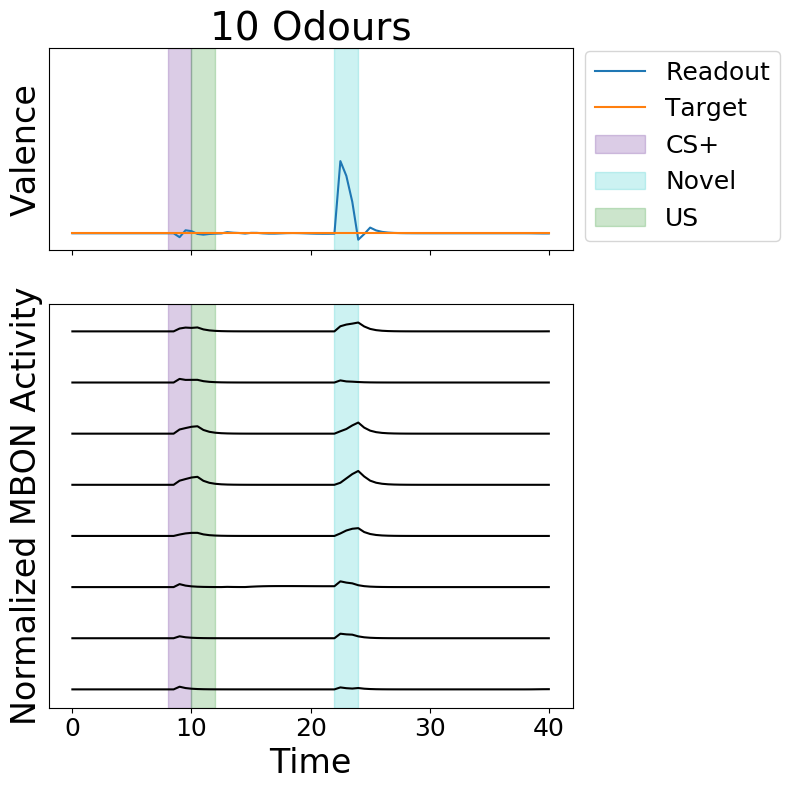 10 Odours
Valence
Readout
Target
CS+
Novel
US
Normalized MBON Activity
0 10 20 30 40
Time